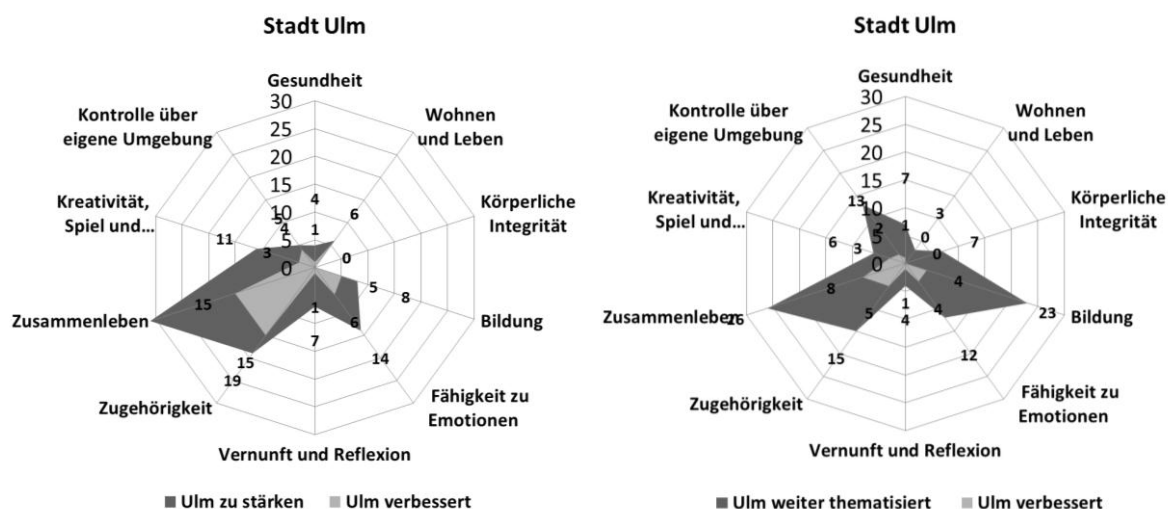 Stadt Ulm
Gesundheit
30
25
20
15
10
5
0
Wohnen
und Leben
Körperliche
Integrität
Bildung
Fähigkeit zu
Emotionen
Vernunft und Reflexion
Zugehörigkeit
Zusammenleben
Kreativität,
Spiel und...
Kontrolle über
eigene Umgebung
4
1
6
0
5
8
6
14
1
7
15
19
15
3
11
5
4
Ulm zu stärken
Ulm verbessert
Stadt Ulm
Gesundheit
30
25
20
15
10
5
0
Wohnen
und Leben
Körperliche
Integrität
Bildung
Fähigkeit zu
Emotionen
Vernunft und Reflexion
Zugehörigkeit
Zusammenleben
Kreativität,
Spiel und...
Kontrolle über
eigene Umgebung
7
1
3
0
7
0
4
23
4
12
1
4
5
15
8
26
3
6
13
2
Ulm weiter thematisiert
Ulm verbessert